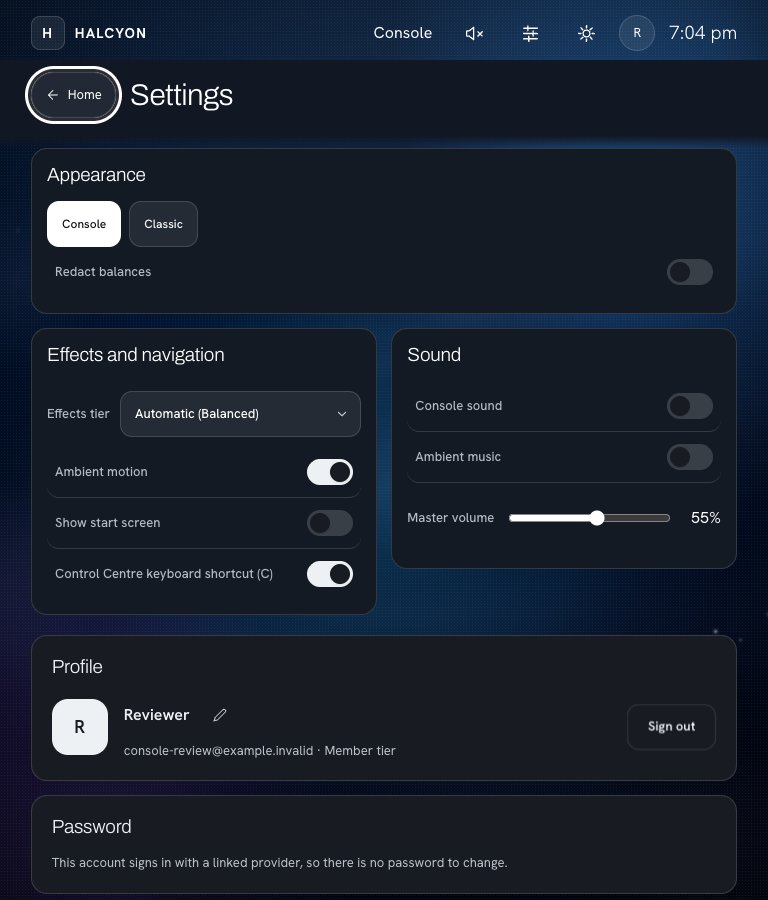 H HALCYON Console R 7:04 pm
Home Settings
Appearance
Console Classic
Redact balances
Effects and navigation
Effects tier Automatic (Balanced)
Ambient motion
Show start screen
Control Centre keyboard shortcut (C)
Sound
Console sound
Ambient music
Master volume 55%
Profile
R
Reviewer
console-review@example.invalid · Member tier
Sign out
Password
This account signs in with a linked provider, so there is no password to change.